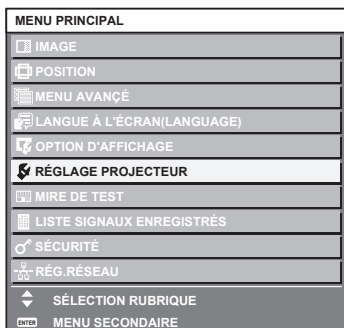 MENU PRINCIPAL
IMAGE
POSITION
MENU AVANÇÉ
LANGUE À L'ÉCRAN(LANGUAGE)
OPTION D'AFFICHAGE
RÉGLAGE PROJECTEUR
MIRE DE TEST
LISTE SIGNAUX ENREGISTRÉS
SÉCURITÉ
RÉG.RÉSEAU
SÉLECTION RUBRIQUE
ENTER MENU SECONDAIRE